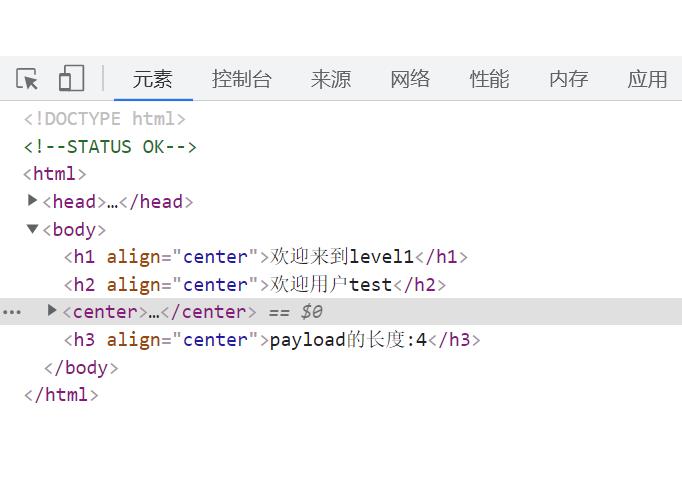 元素 控制台 来源 网络 性能 内存 应用
<!DOCTYPE html>
<!--STATUS OK-->
<html>
<head>…</head>
<body>
<h1 align="center">欢迎来到level1</h1>
<h2 align="center">欢迎用户test</h2>
<center>…</center> == $0
<h3 align="center">payload的长度:4</h3>
</body>
</html>